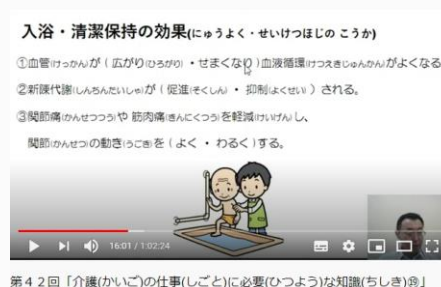 入浴・清潔保持の効果(にゅうよく・せいけつほじの こうか)
①血管(けっかん)が ( 広がり(ひろがり) ・せまくなり )血液循環(けつえきじゅんかん)がよくなる
②新陳代謝(しんちんたいしゃ)が ( 促進(そくしん) ・ 抑制(よくせい) ) される。
③関節痛(かんせつつう)や 筋肉痛(きんにくつう)を軽減(けいげん)し、
関節(かんせつ)の動き(うごき)を ( よく ・ わるく )する。
16:01 / 1:02:24
第42回「介護(かいご)の仕事(しごと)に必要(ひつよう)な知識(ちしき)⑲」